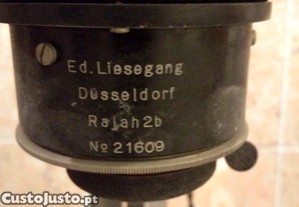 Ed. Liesegang
Düsseldorf
Rajah 2b
No 21609
CustoJusto.pt